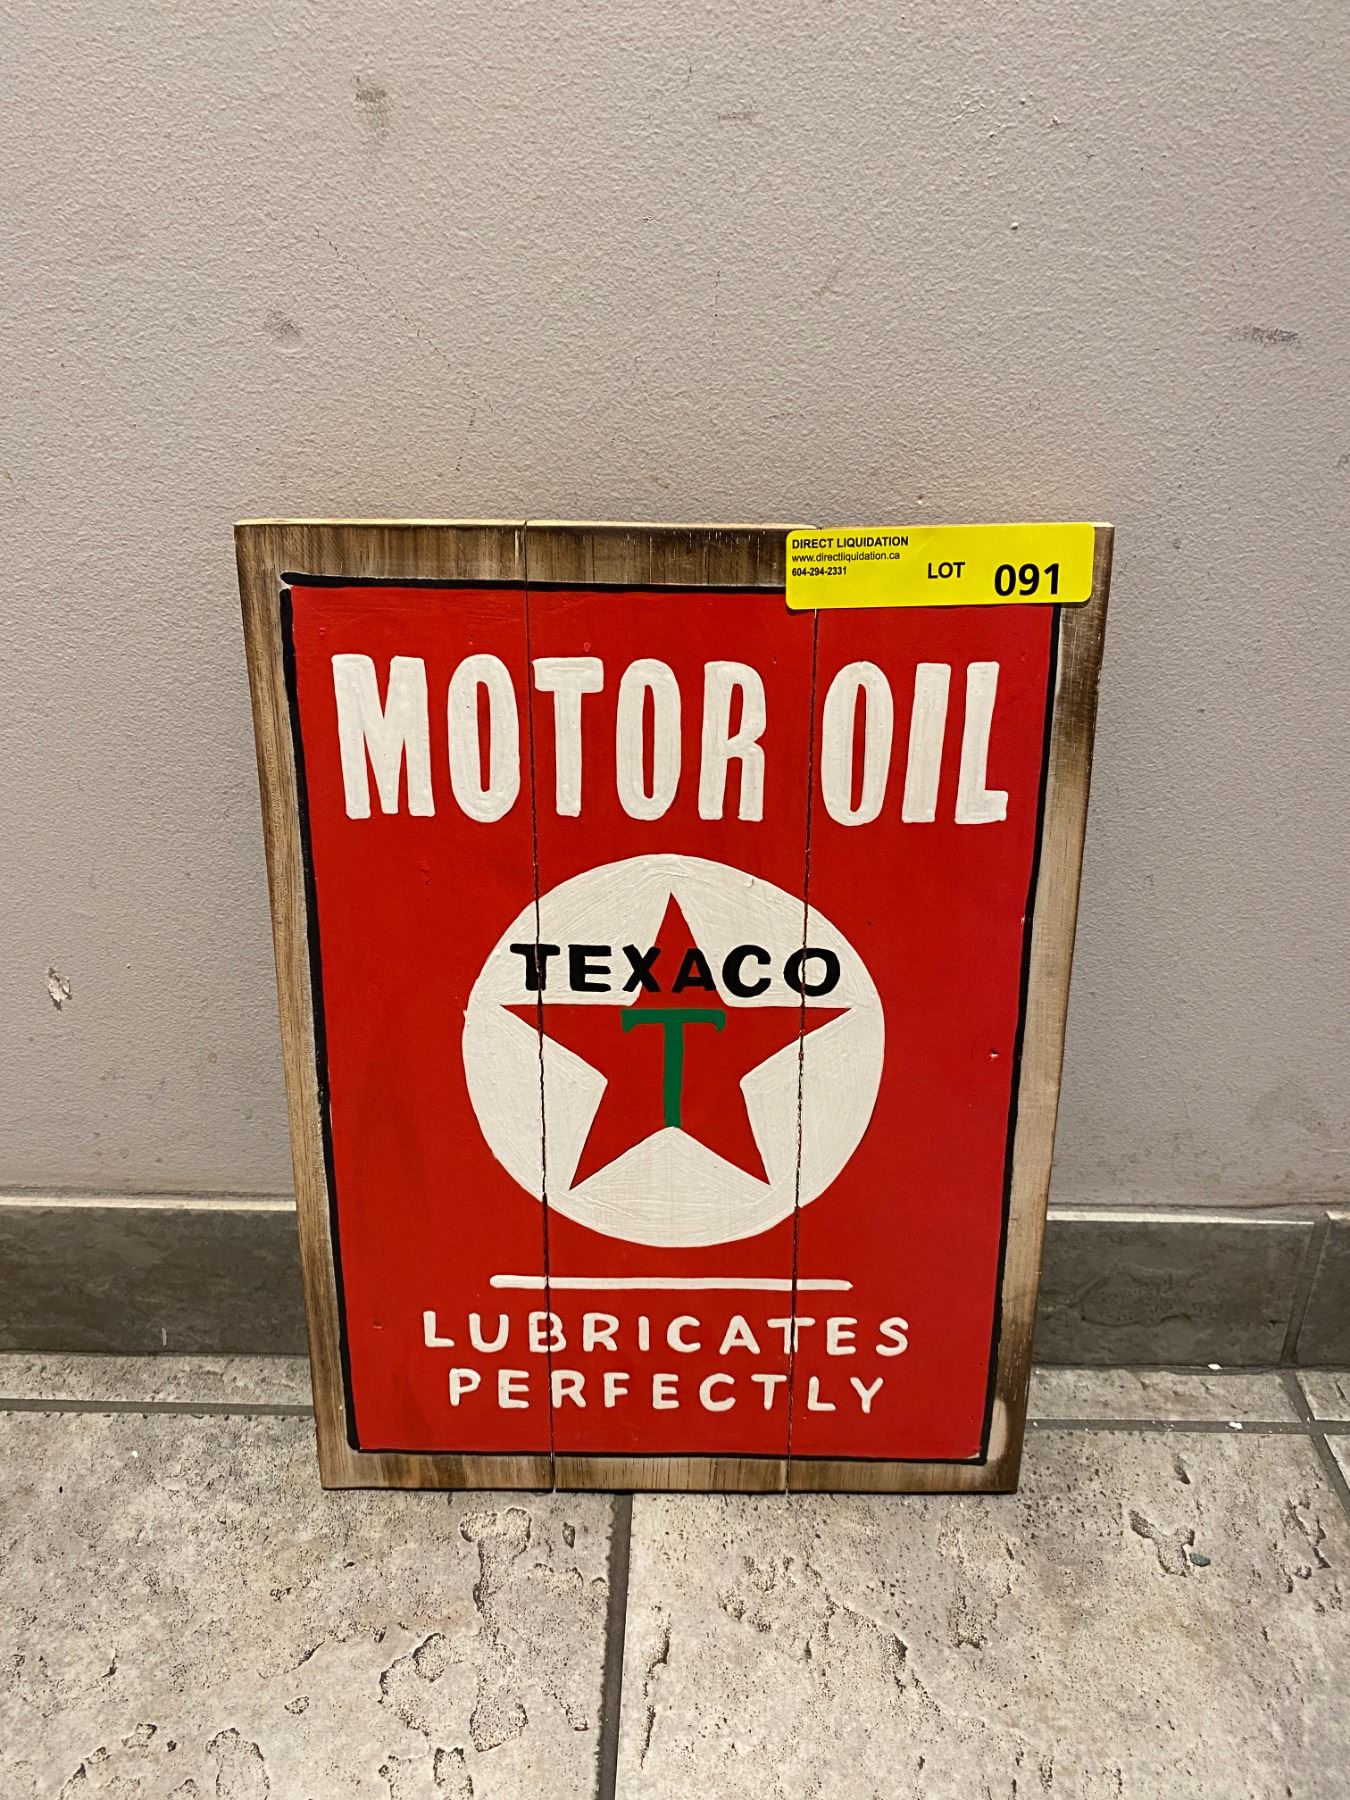 DIRECT LIQUIDATION
www.directliquidation.ca
604-294-2331
LOT 091
MOTOR OIL
TEXACO
T
LUBRICATES
PERFECTLY